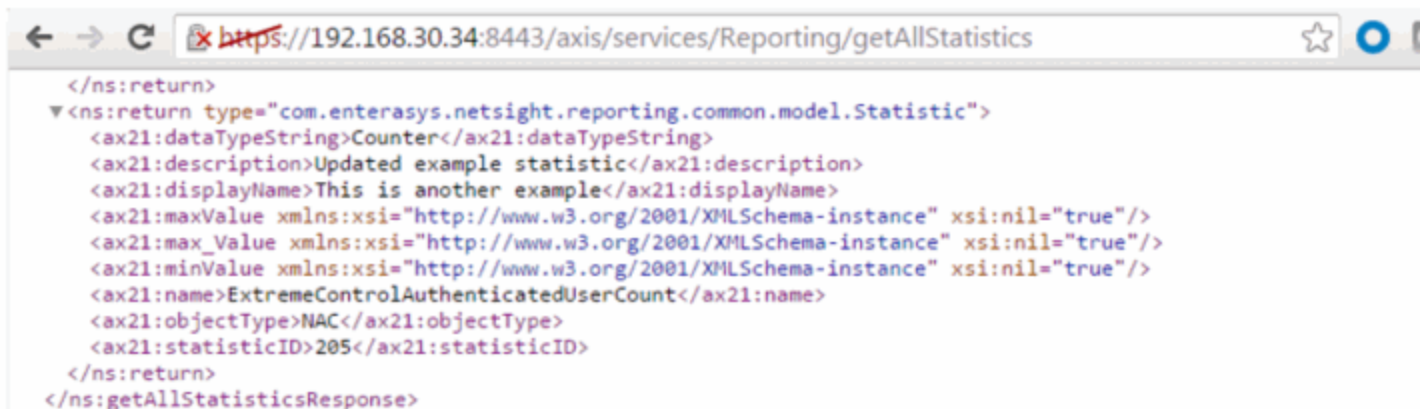 https://192.168.30.34:8443/axis/services/Reporting/getAllStatistics
</ns:return>
▼<ns:return type="com.enterasys.netsight.reporting.common.model.Statistic">
<ax21:dataTypeString>Counter</ax21:dataTypeString>
<ax21:description>Updated example statistic</ax21:description>
<ax21:displayName>This is another example</ax21:displayName>
<ax21:maxValue xmlns:xsi="http://www.w3.org/2001/XMLSchema-instance" xsi:nil="true"/>
<ax21:max_Value xmlns:xsi="http://www.w3.org/2001/XMLSchema-instance" xsi:nil="true"/>
<ax21:minValue xmlns:xsi="http://www.w3.org/2001/XMLSchema-instance" xsi:nil="true"/>
<ax21:name>ExtremeControlAuthenticatedUserCount</ax21:name>
<ax21:objectType>NAC</ax21:objectType>
<ax21:statisticID>205</ax21:statisticID>
</ns:return>
</ns:getAllStatisticsResponse>